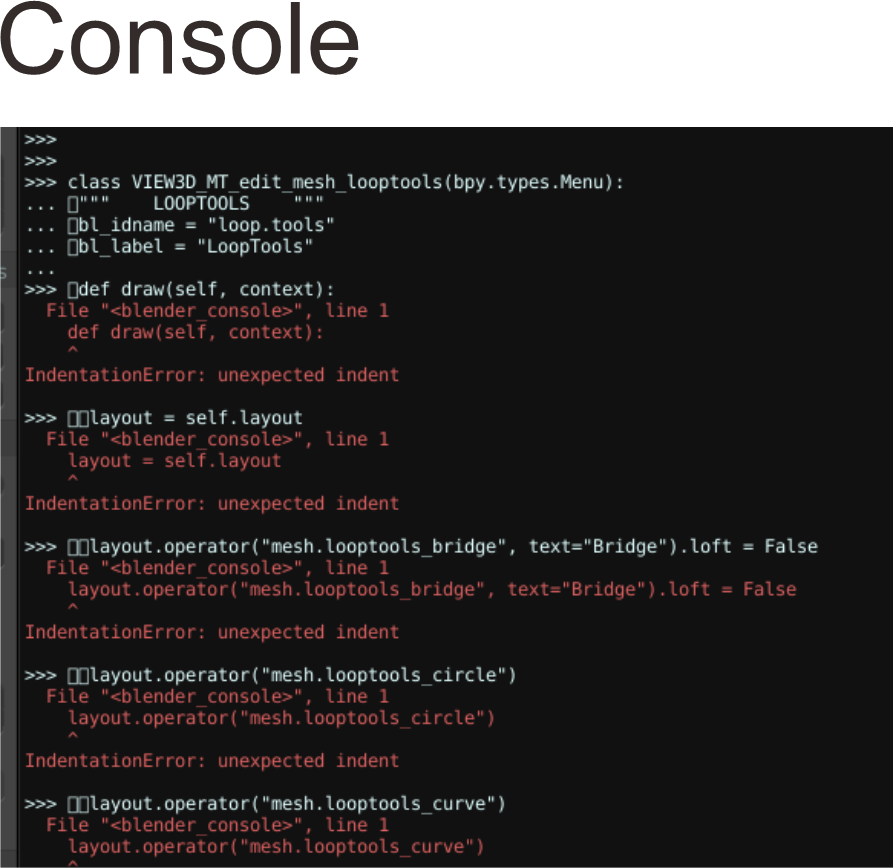 Console
>>>
>>>
>>> class VIEW3D_MT_edit_mesh_looptools(bpy.types.Menu):
... """    LOOPTOOLS    """
... bl_idname = "loop.tools"
... bl_label = "LoopTools"
...
>>> def draw(self, context):
  File "<blender_console>", line 1
    def draw(self, context):
    ^
IndentationError: unexpected indent
>>> layout = self.layout
  File "<blender_console>", line 1
    layout = self.layout
    ^
IndentationError: unexpected indent
>>> layout.operator("mesh.looptools_bridge", text="Bridge").loft = False
  File "<blender_console>", line 1
    layout.operator("mesh.looptools_bridge", text="Bridge").loft = False
    ^
IndentationError: unexpected indent
>>> layout.operator("mesh.looptools_circle")
  File "<blender_console>", line 1
    layout.operator("mesh.looptools_circle")
    ^
IndentationError: unexpected indent
>>> layout.operator("mesh.looptools_curve")
  File "<blender_console>", line 1
    layout.operator("mesh.looptools_curve")
    ^